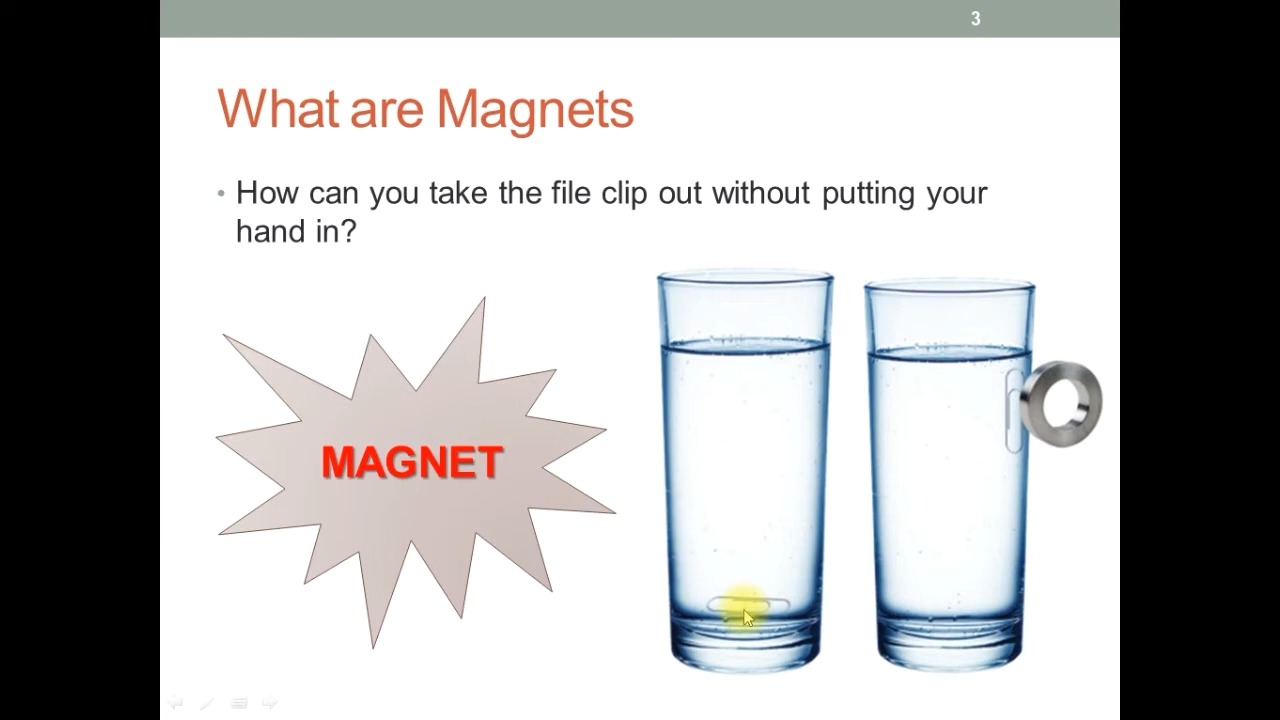 3
What are Magnets
• How can you take the file clip out without putting your
hand in?
MAGNET